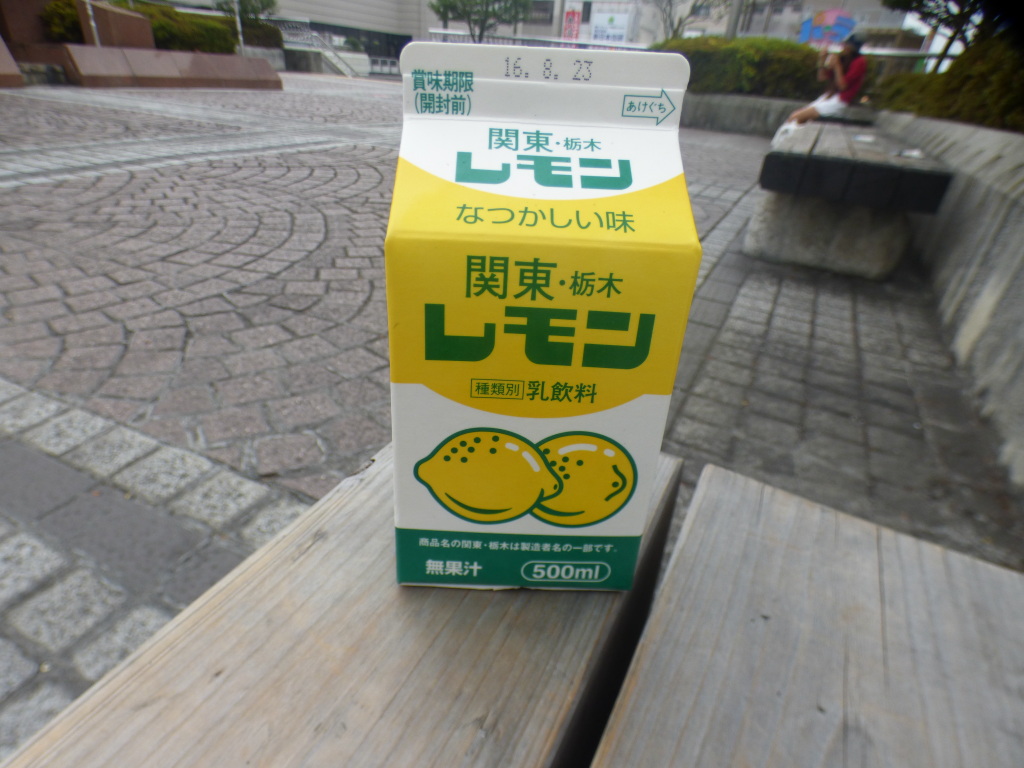 16. 8. 23
賞味期限
(開封前)
あけぐち
関東・栃木
レモン
なつかしい味
関東・栃木
レモン
種類別 乳飲料
商品名の関東・栃木は製造者名の一部です。
無果汁 500ml